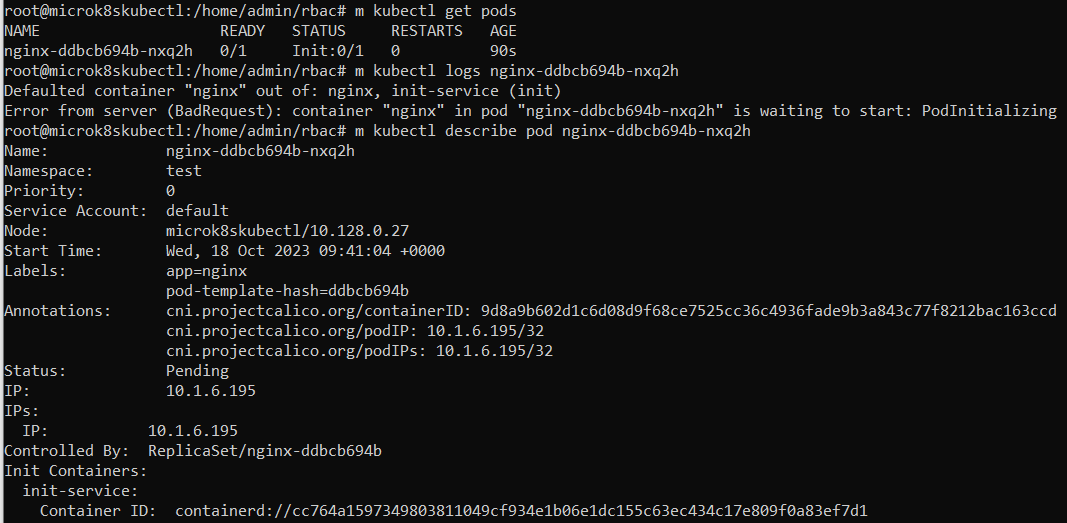 root@microk8skubectl:/home/admin/rbac# m kubectl get pods
NAME                    READY   STATUS     RESTARTS   AGE
nginx-ddbcb694b-nxq2h   0/1     Init:0/1   0          90s
root@microk8skubectl:/home/admin/rbac# m kubectl logs nginx-ddbcb694b-nxq2h
Defaulted container "nginx" out of: nginx, init-service (init)
Error from server (BadRequest): container "nginx" in pod "nginx-ddbcb694b-nxq2h" is waiting to start: PodInitializing
root@microk8skubectl:/home/admin/rbac# m kubectl describe pod nginx-ddbcb694b-nxq2h
Name:             nginx-ddbcb694b-nxq2h
Namespace:        test
Priority:         0
Service Account:  default
Node:             microk8skubectl/10.128.0.27
Start Time:       Wed, 18 Oct 2023 09:41:04 +0000
Labels:           app=nginx
                  pod-template-hash=ddbcb694b
Annotations:      cni.projectcalico.org/containerID: 9d8a9b602d1c6d08d9f68ce7525cc36c4936fade9b3a843c77f8212bac163ccd
                  cni.projectcalico.org/podIP: 10.1.6.195/32
                  cni.projectcalico.org/podIPs: 10.1.6.195/32
Status:           Pending
IP:               10.1.6.195
IPs:
  IP:           10.1.6.195
Controlled By:  ReplicaSet/nginx-ddbcb694b
Init Containers:
  init-service:
    Container ID:  containerd://cc764a1597349803811049cf934e1b06e1dc155c63ec434c17e809f0a83ef7d1